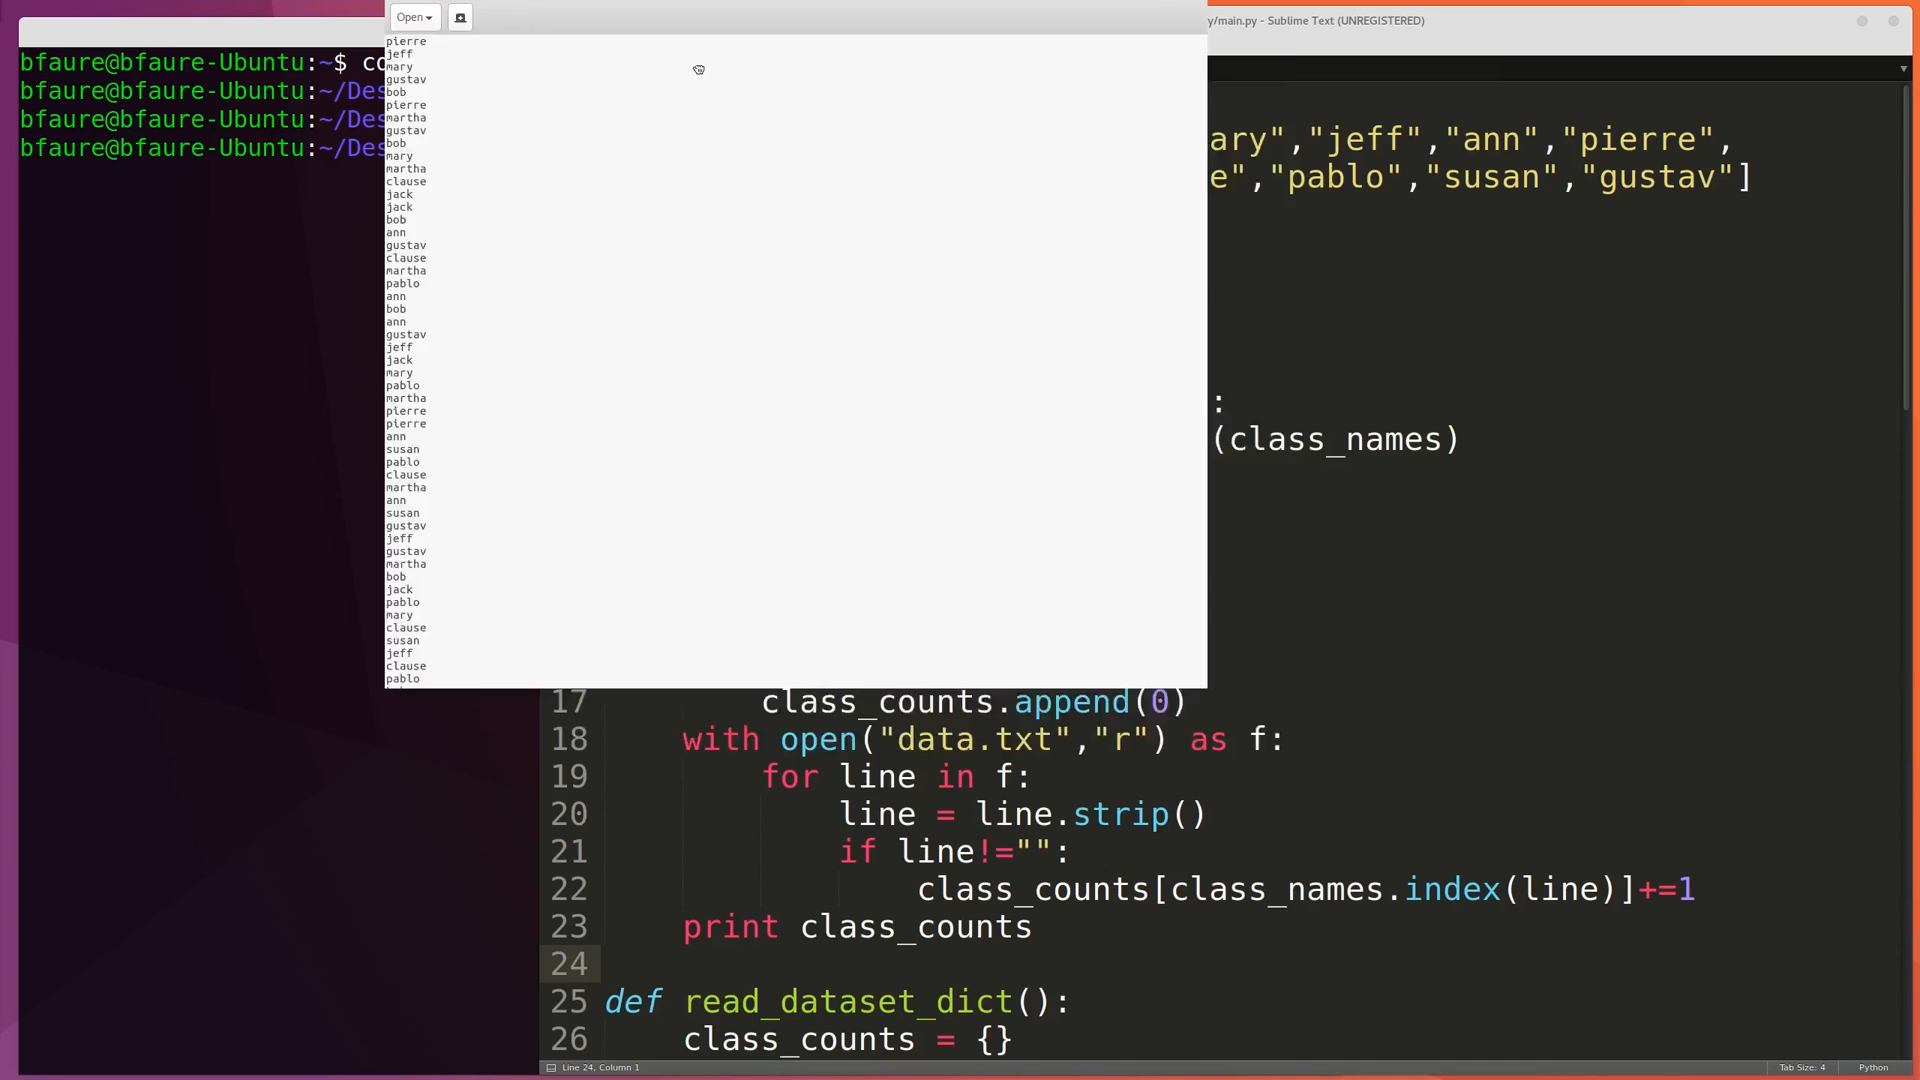 Open
y/main.py - Sublime Text (UNREGISTERED)
bfaure@bfaure-Ubuntu:~$ co
bfaure@bfaure-Ubuntu:~/Des
bfaure@bfaure-Ubuntu:~/Des
bfaure@bfaure-Ubuntu:~/Des
pierre
jeff
mary
gustav
bob
pierre
martha
gustav
bob
mary
martha
clause
jack
jack
bob
ann
gustav
clause
martha
pablo
ann
bob
ann
gustav
jeff
jack
mary
pablo
martha
pierre
pierre
ann
susan
pablo
clause
martha
ann
susan
gustav
jeff
gustav
martha
bob
jack
pablo
mary
clause
susan
jeff
clause
pablo
ary","jeff","ann","pierre",
e","pablo","susan","gustav"]
:
(class_names)
17 class_counts.append(0)
18 with open("data.txt","r") as f:
19 for line in f:
20 line = line.strip()
21 if line!="":
22 class_counts[class_names.index(line)]+=1
23 print class_counts
24
25 def read_dataset_dict():
26 class_counts = {}
Line 24, Column 1
Tab Size: 4
Python